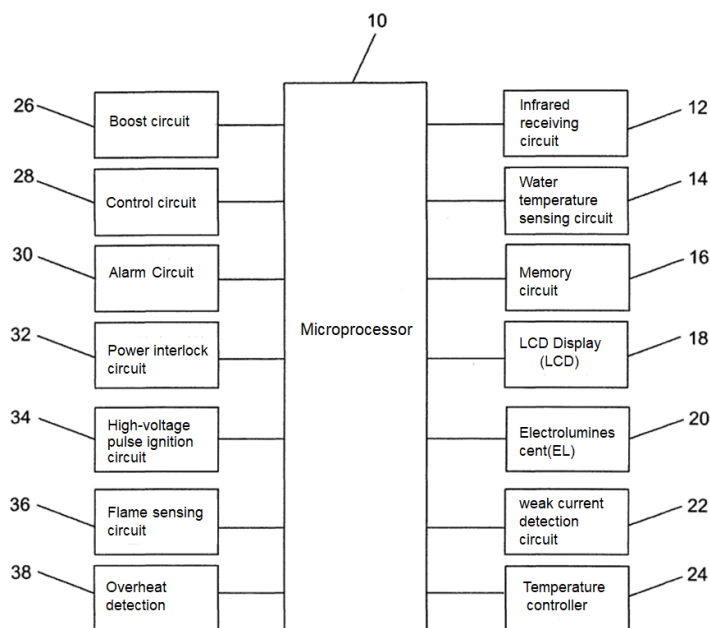 10
26
Boost circuit
28
Control circuit
30
Alarm Circuit
32
Power interlock
circuit
34
High-voltage
pulse ignition
circuit
36
Flame sensing
circuit
38
Overheat
detection
Microprocessor
Infrared
receiving
circuit
12
Water
temperature
sensing circuit
14
Memory
circuit
16
LCD Display
(LCD)
18
Electrolumines
cent(EL)
20
weak current
detection
circuit
22
Temperature
controller
24